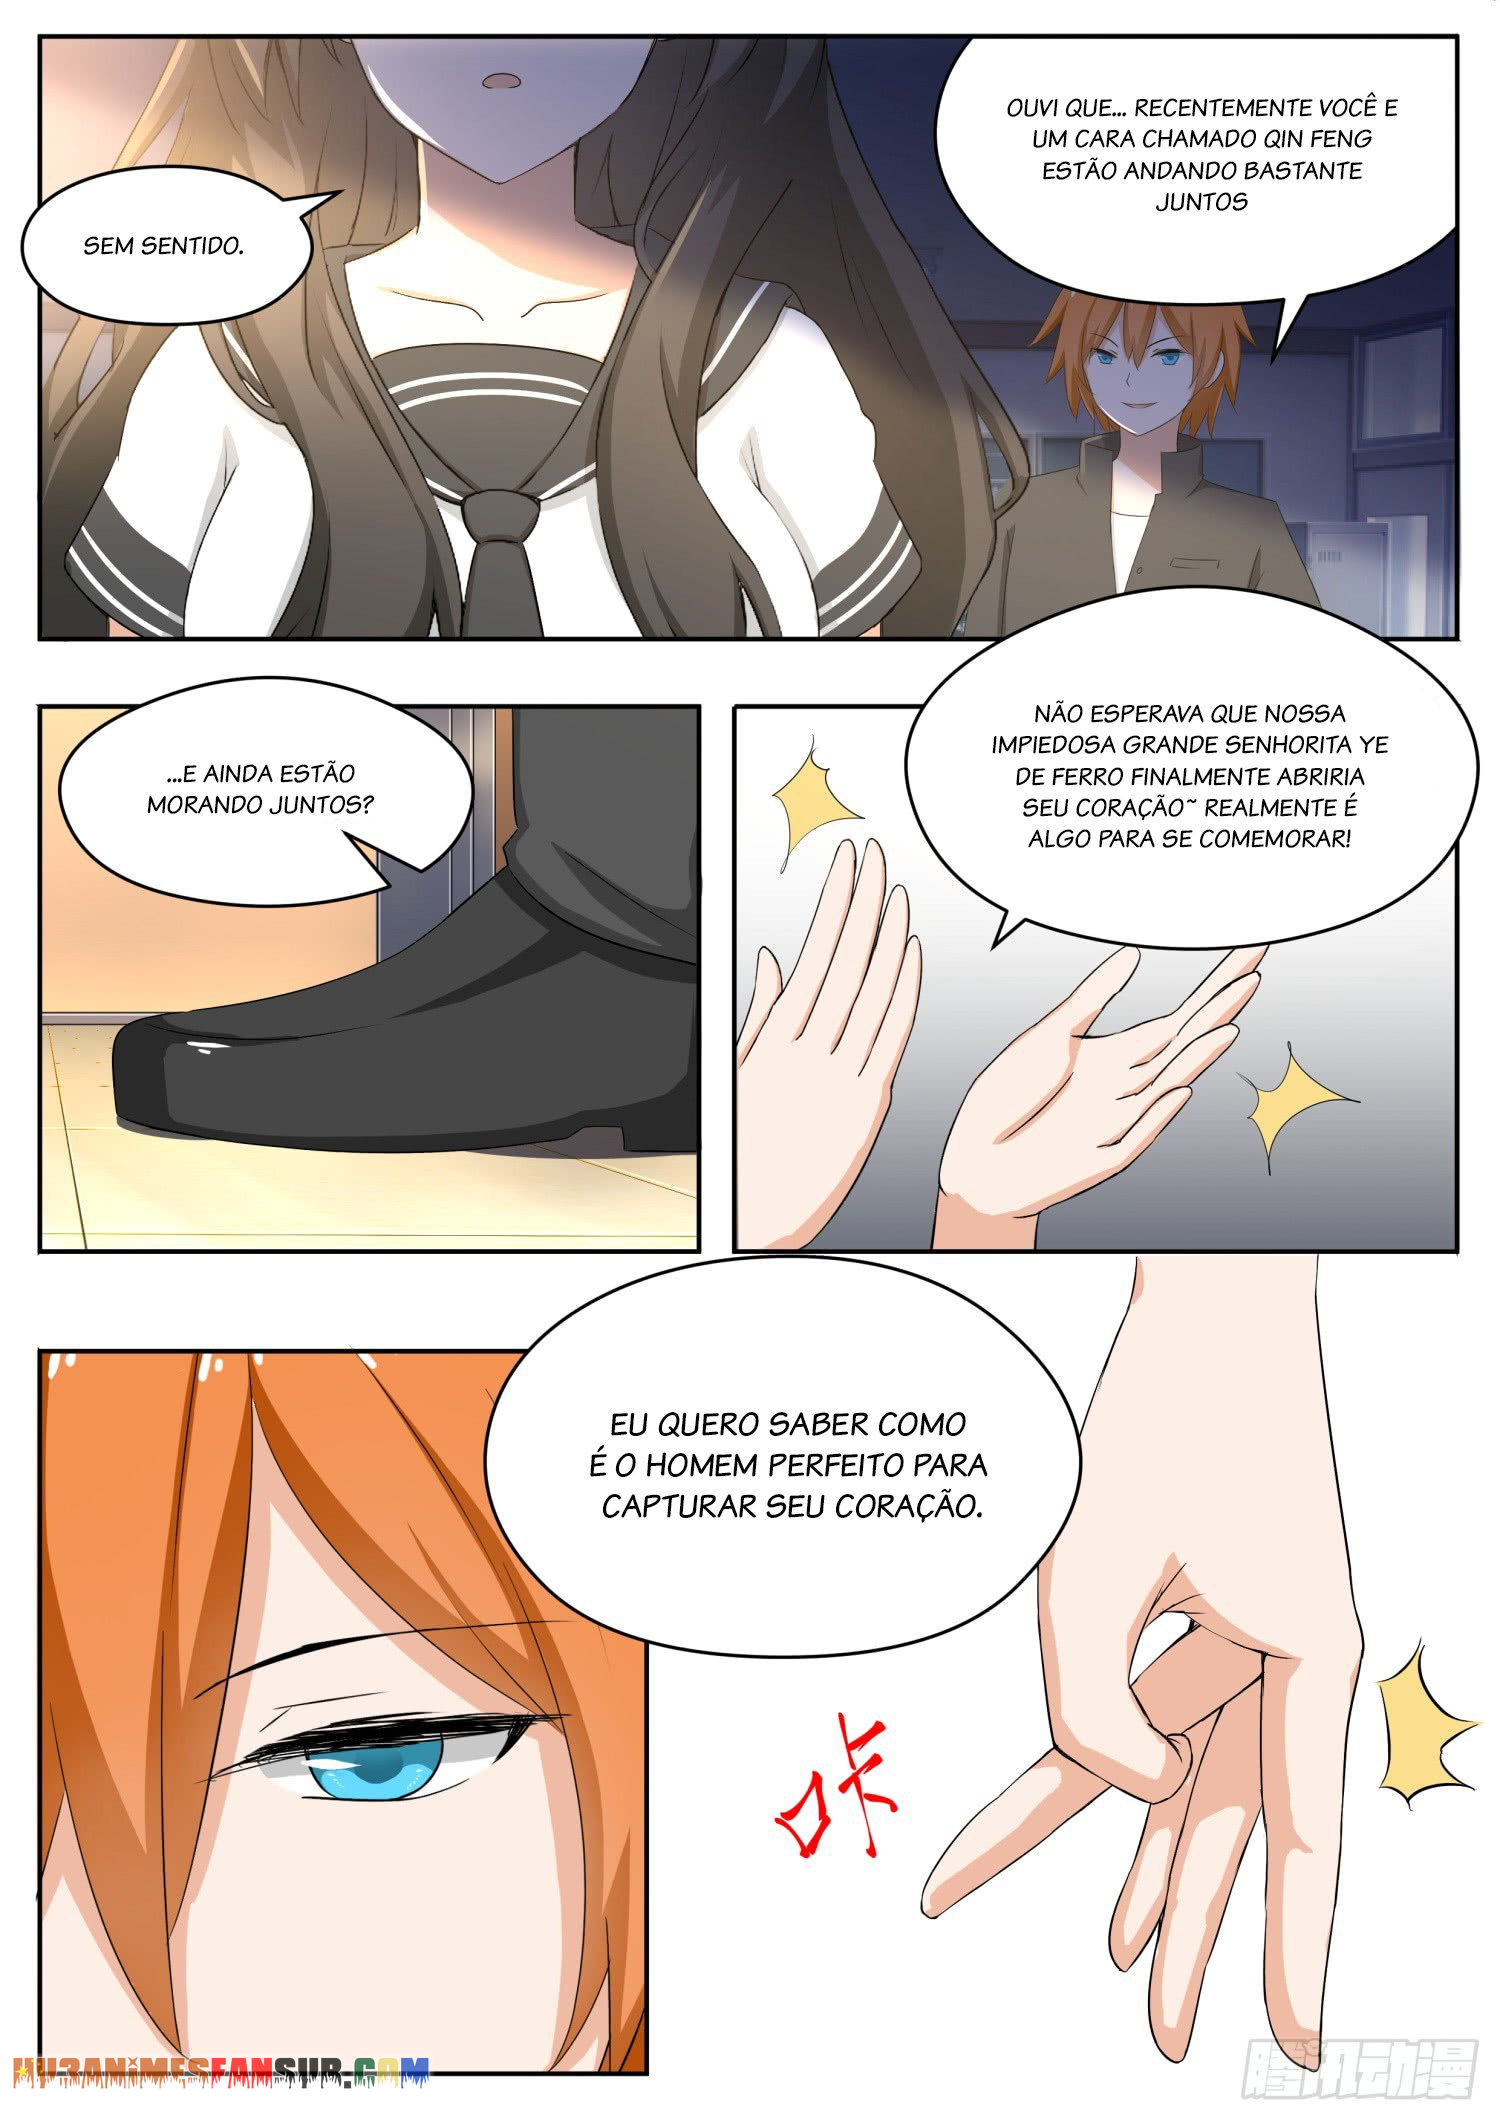 OUVI QUE... RECENTEMENTE VOCÊ E
UM CARA CHAMADO QIN FENG
ESTÃO ANDANDO BASTANTE
JUNTOS
SEM SENTIDO.
...E AINDA ESTÃO
MORANDO JUNTOS?
NÃO ESPERAVA QUE NOSSA
IMPIEDOSA GRANDE SENHORITA YE
DE FERRO FINALMENTE ABRIRIA
SEU CORAÇÃO~ REALMENTE É
ALGO PARA SE COMEMORAR!
EU QUERO SABER COMO
É O HOMEM PERFEITO PARA
CAPTURAR SEU CORAÇÃO.
咔
HU3ANIMESFANSUB.COM
腾讯动漫